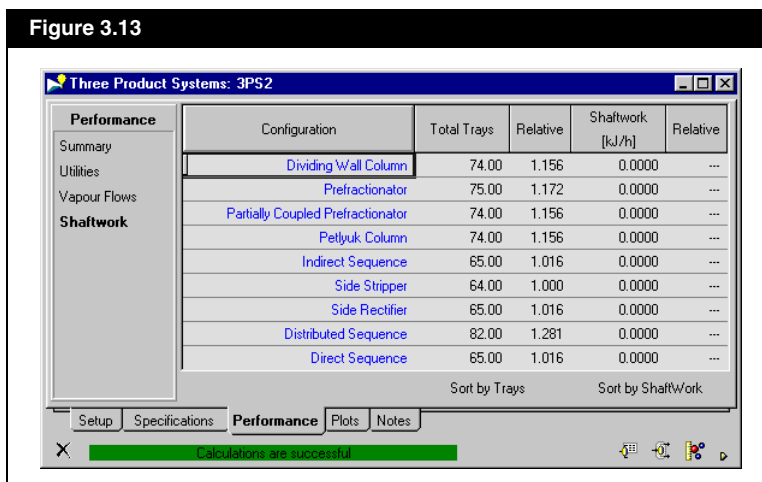 Figure 3.13
Three Product Systems: 3PS2
Performance
Summary
Utilities
Vapour Flows
Shaftwork
Configuration Total Trays Relative Shaftwork [kJ/h] Relative
Dividing Wall Column 74.00 1.156 0.0000 ---
Prefractionator 75.00 1.172 0.0000 ---
Partially Coupled Prefractionator 74.00 1.156 0.0000 ---
Petlyuk Column 74.00 1.156 0.0000 ---
Indirect Sequence 65.00 1.016 0.0000 ---
Side Stripper 64.00 1.000 0.0000 ---
Side Rectifier 65.00 1.016 0.0000 ---
Distributed Sequence 82.00 1.281 0.0000 ---
Direct Sequence 65.00 1.016 0.0000 ---
Sort by Trays Sort by ShaftWork
Setup Specifications Performance Plots Notes
Calculations are successful